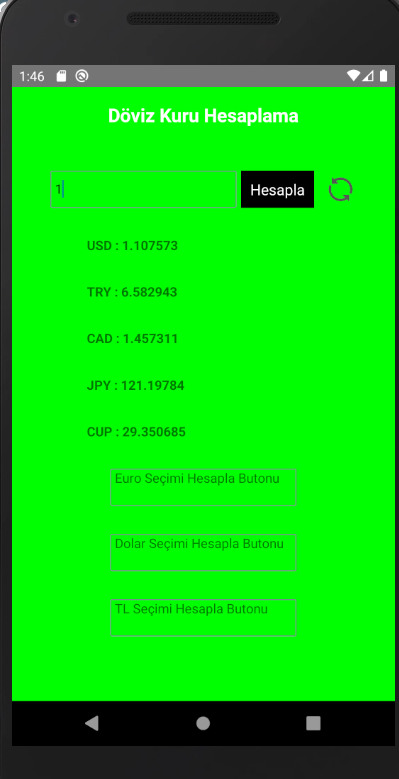 1:46
Döviz Kuru Hesaplama
1
Hesapla
USD : 1.107573
TRY : 6.582943
CAD : 1.457311
JPY : 121.19784
CUP : 29.350685
Euro Seçimi Hesapla Butonu
Dolar Seçimi Hesapla Butonu
TL Seçimi Hesapla Butonu